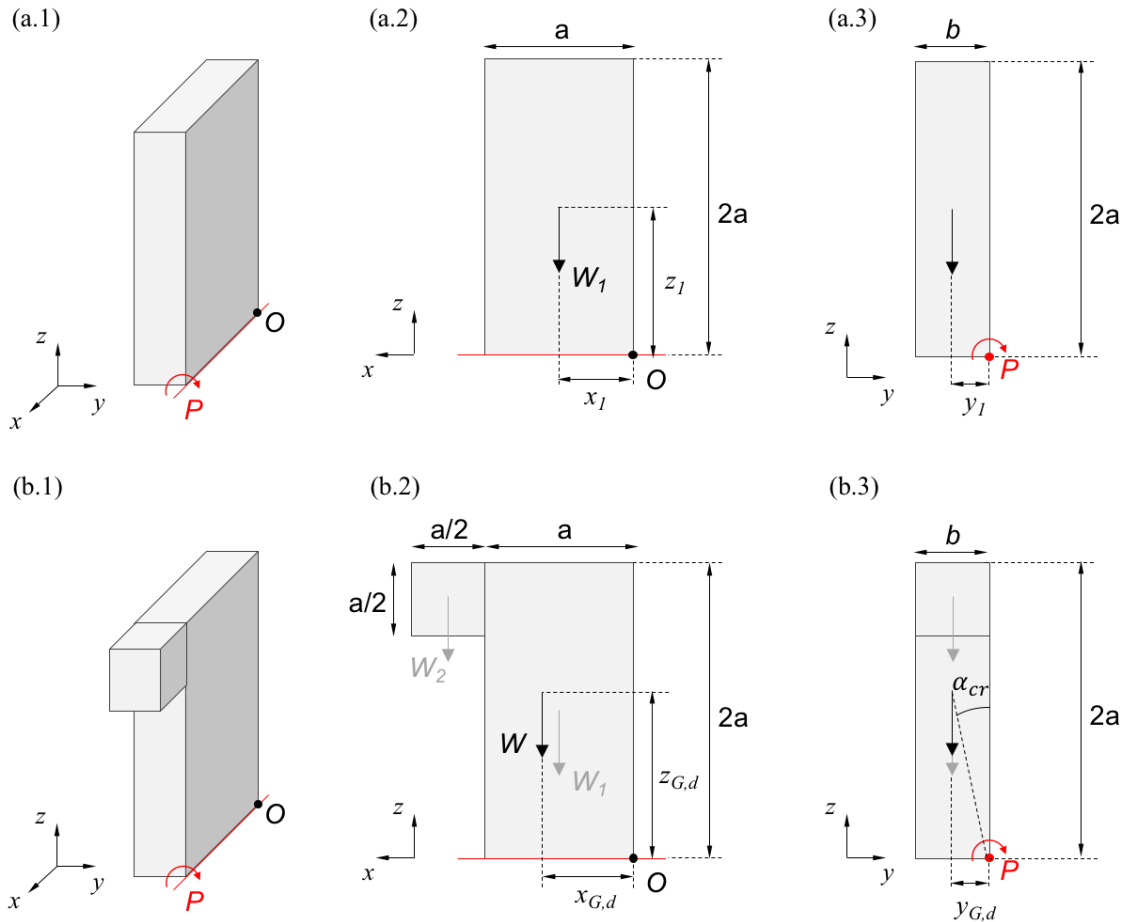 (a.1)
(a.2)
(a.3)
a
b
2a
2a
W1
z1
O
z
z
z
x
y
P
x
O
x1
y
P
y1
(b.1)
(b.2)
(b.3)
a/2
a
b
a/2
W2
αcr
2a
2a
W
W1
zG,d
O
z
z
z
x
y
P
x
O
xG,d
y
P
yG,d